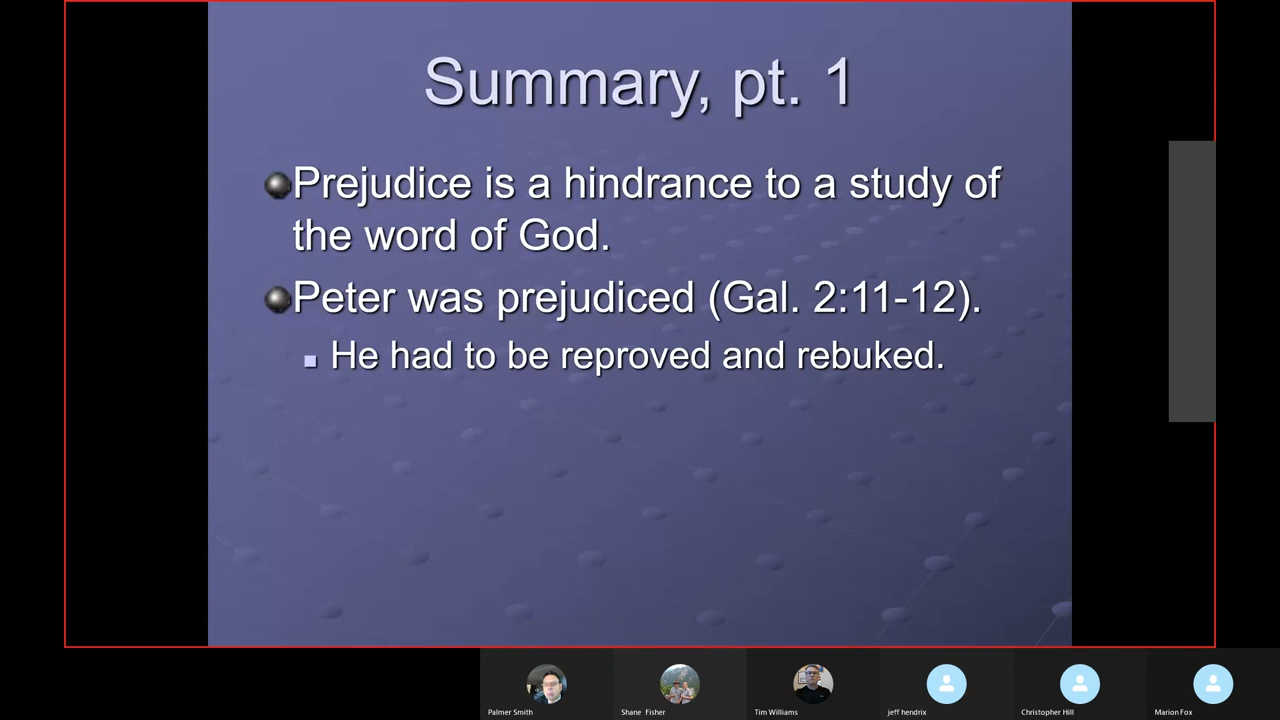 Summary, pt. 1
Prejudice is a hindrance to a study of
the word of God.
Peter was prejudiced (Gal. 2:11-12).
He had to be reproved and rebuked.
Palmer Smith
Shane Fisher
Tim Williams
jeff hendrix
Christopher Hill
Marion Fox